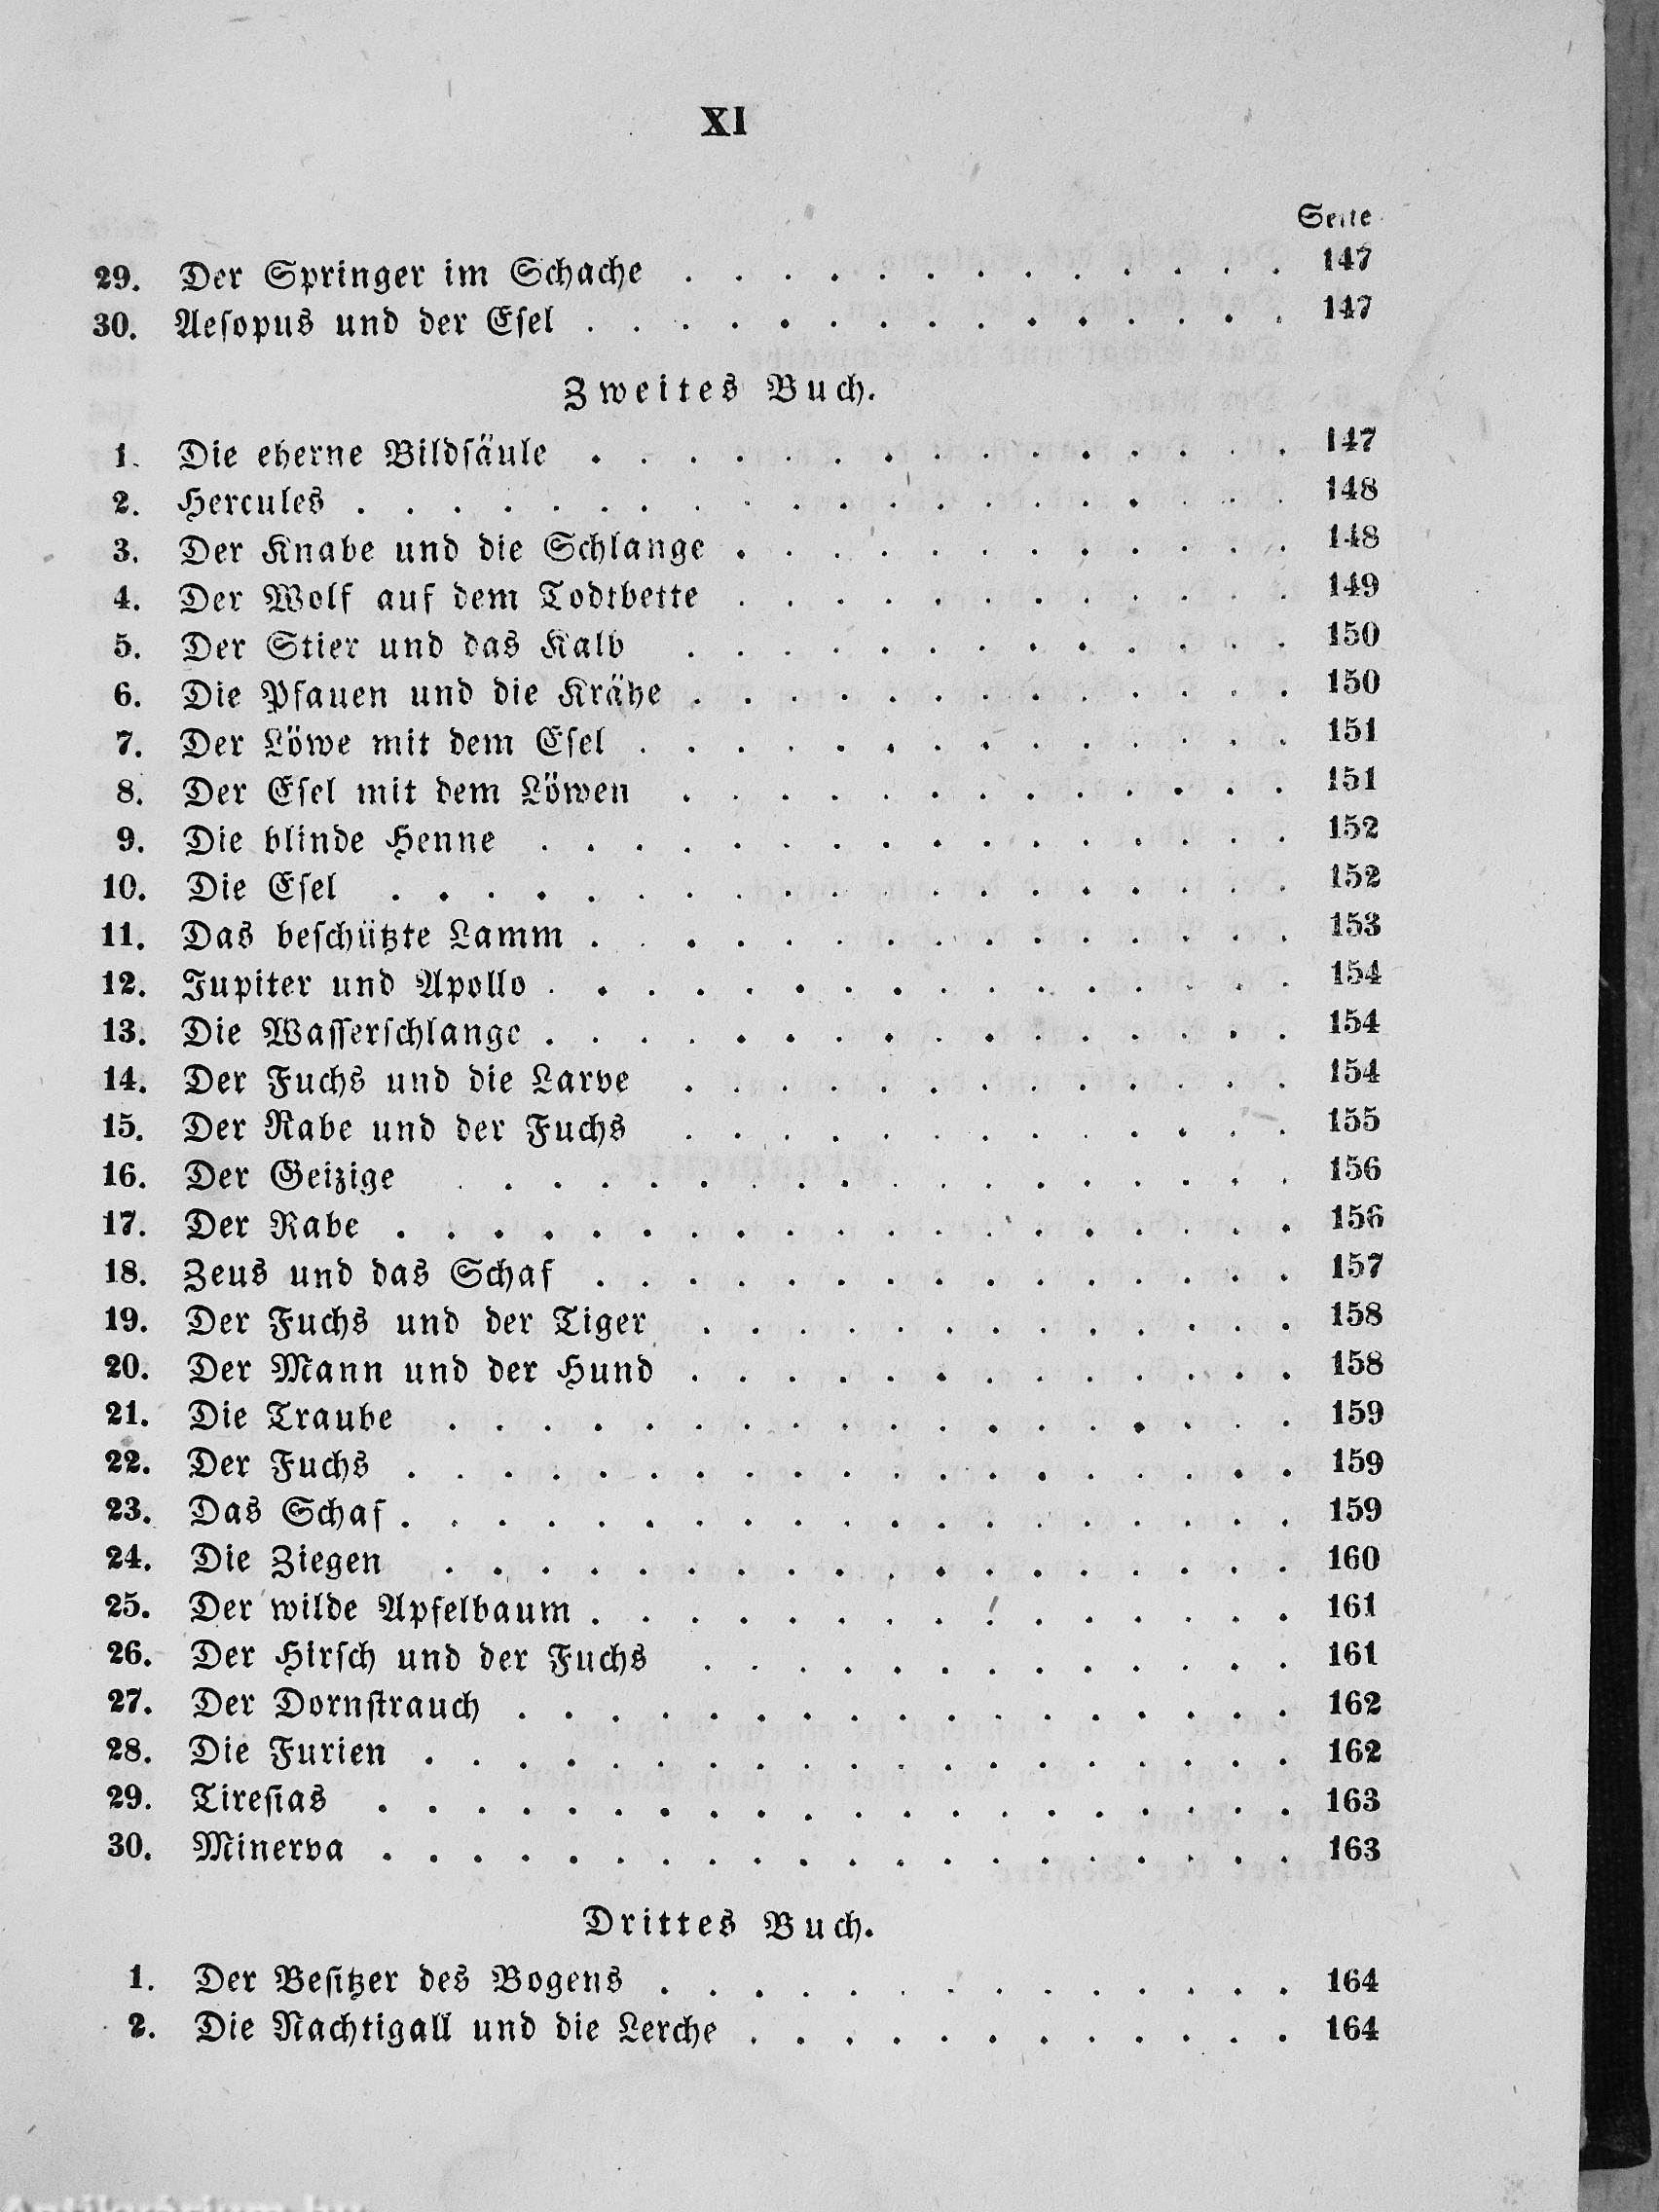 XI
Seite
29. Der Springer im Schache . . . . . . . . . . . . . 147
30. Aeſopus und der Eſel . . . . . . . . . . . . . . . 147
Zweites Buch.
1. Die eherne Bildſäule . . . . . . . . . . . . . . . 147
2. Hercules . . . . . . . . . . . . . . . . . . . . 148
3. Der Knabe und die Schlange . . . . . . . . . . . . 148
4. Der Wolf auf dem Todtbette . . . . . . . . . . . . 149
5. Der Stier und das Kalb . . . . . . . . . . . . . 150
6. Die Pfauen und die Krähe . . . . . . . . . . . . . 150
7. Der Löwe mit dem Eſel . . . . . . . . . . . . . . 151
8. Der Eſel mit dem Löwen . . . . . . . . . . . . . 151
9. Die blinde Henne . . . . . . . . . . . . . . . . 152
10. Die Eſel . . . . . . . . . . . . . . . . . . . 152
11. Das beſchützte Lamm . . . . . . . . . . . . . . . 153
12. Jupiter und Apollo . . . . . . . . . . . . . . . . 154
13. Die Waſſerſchlange . . . . . . . . . . . . . . . . 154
14. Der Fuchs und die Larve . . . . . . . . . . . . . 154
15. Der Rabe und der Fuchs . . . . . . . . . . . . . 155
16. Der Geizige . . . . . . . . . . . . . . . . . . 156
17. Der Rabe . . . . . . . . . . . . . . . . . . . 156
18. Zeus und das Schaf . . . . . . . . . . . . . . . 157
19. Der Fuchs und der Tiger . . . . . . . . . . . . . 158
20. Der Mann und der Hund . . . . . . . . . . . . . 158
21. Die Traube . . . . . . . . . . . . . . . . . . 159
22. Der Fuchs . . . . . . . . . . . . . . . . . . . 159
23. Das Schaf . . . . . . . . . . . . . . . . . . . 159
24. Die Ziegen . . . . . . . . . . . . . . . . . . 160
25. Der wilde Apfelbaum . . . . . . . . . . . . . . . 161
26. Der Hirſch und der Fuchs . . . . . . . . . . . . . 161
27. Der Dornſtrauch . . . . . . . . . . . . . . . . . 162
28. Die Furien . . . . . . . . . . . . . . . . . . . 162
29. Tireſias . . . . . . . . . . . . . . . . . . . . 163
30. Minerva . . . . . . . . . . . . . . . . . . . . 163
Drittes Buch.
1. Der Beſitzer des Bogens . . . . . . . . . . . . . . 164
2. Die Nachtigall und die Lerche . . . . . . . . . . . . 164